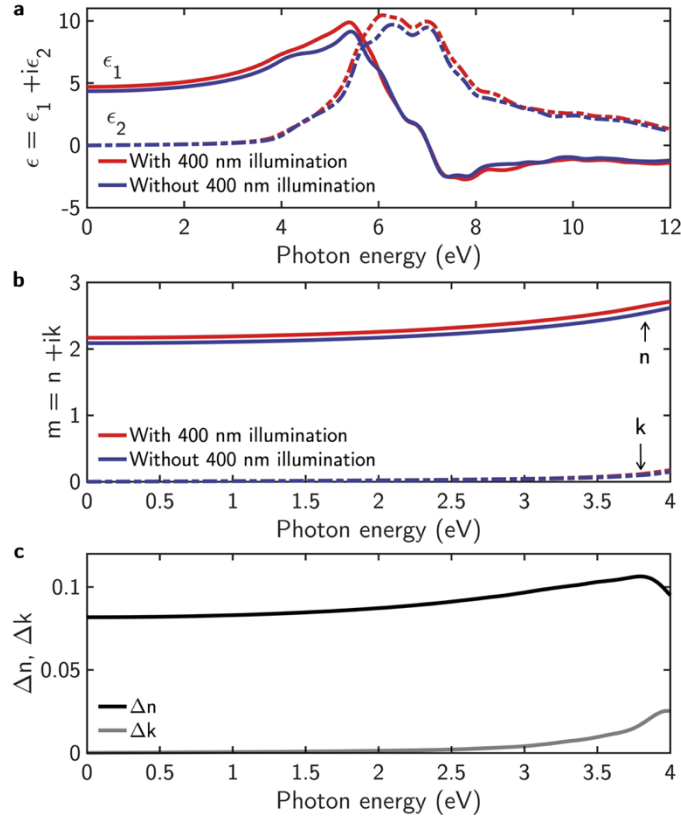 a
ϵ = ϵ₁ +iϵ₂
10
5
0
-5
ϵ₁
ϵ₂
With 400 nm illumination
Without 400 nm illumination
0 2 4 6 8 10 12
Photon energy (eV)
b
m = n +ik
3
2
1
0
n
k
With 400 nm illumination
Without 400 nm illumination
0 0.5 1 1.5 2 2.5 3 3.5 4
Photon energy (eV)
c
Δn, Δk
0.1
0.05
0
Δn
Δk
0 0.5 1 1.5 2 2.5 3 3.5 4
Photon energy (eV)